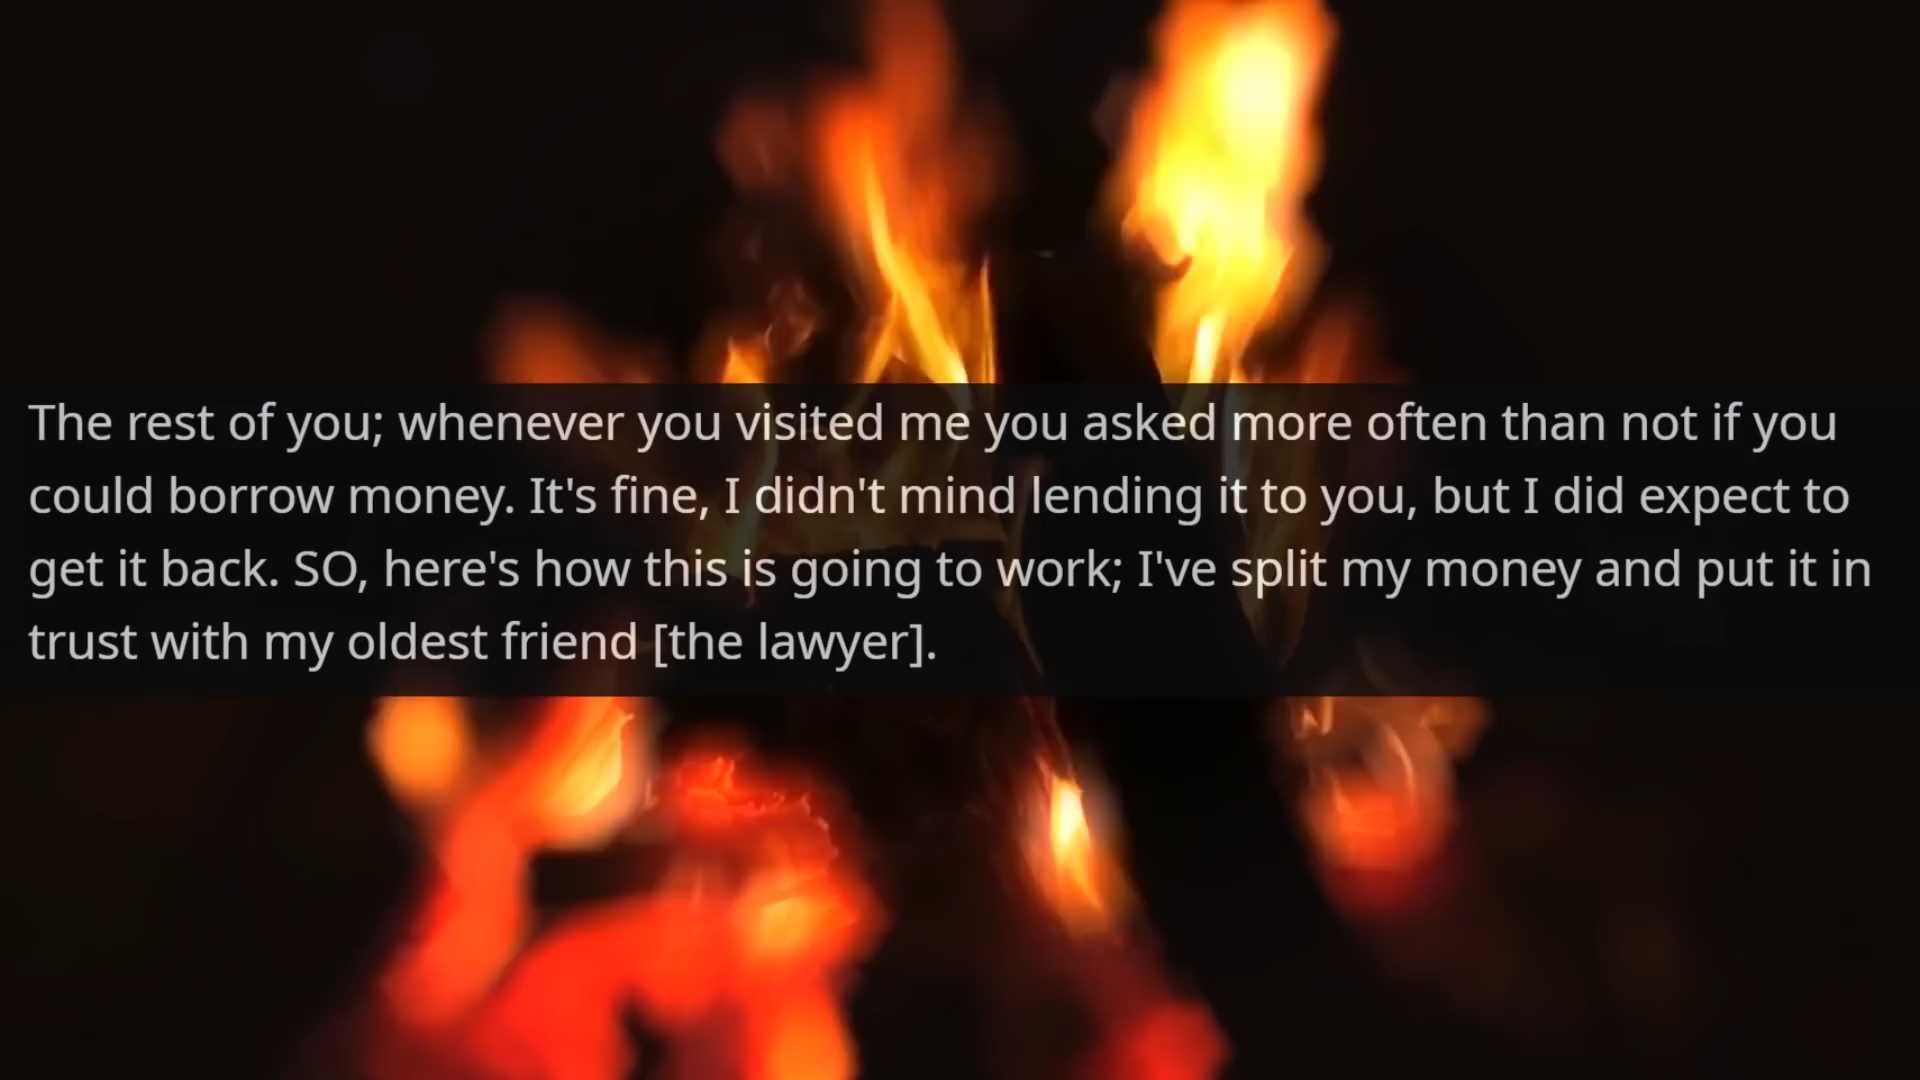 The rest of you; whenever you visited me you asked more often than not if you
could borrow money. It's fine, I didn't mind lending it to you, but I did expect to
get it back. SO, here's how this is going to work; I've split my money and put it in
trust with my oldest friend [the lawyer].